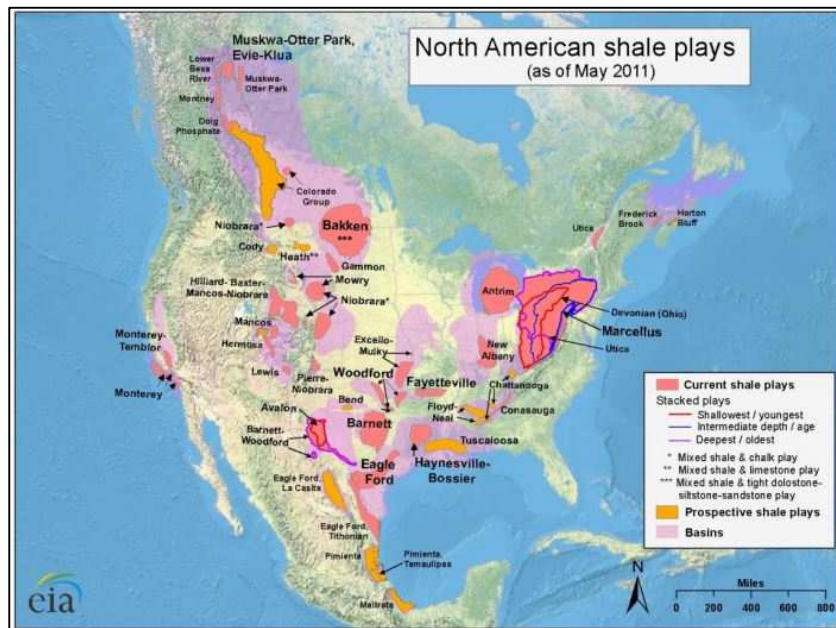 North American shale plays
(as of May 2011)
Muskwa-Otter Park,
Evie-Klua
Lower
Besa
River
Muskwa-
Otter Park
Montney
Doig
Phosphate
Colorado
Group
Niobrara*
Bakken
***
Cody
Heath**
Gammon
Mowry
Hilliard-Baxter-
Mancos-Niobrara
Niobrara*
Mancos
Hermosa
Monterey-
Temblor
Monterey
Lewis
Pierre-
Niobrara
Excello-
Mulky
Woodford
Fayetteville
Bend
Avalon
Barnett
Barnett-
Woodford
Eagle
Ford
Haynesville-
Bossier
Floyd-
Neal
Tuscaloosa
Chattanooga
Conasauga
New
Albany
Antrim
Devonian (Ohio)
Marcellus
Utica
Utica
Frederick
Brook
Horton
Bluff
Eagle Ford,
La Casita
Eagle Ford,
Tithonian
Pimienta
Pimienta,
Tamaulipas
Maltrata
Current shale plays
Stacked plays
Shallowest / youngest
Intermediate depth / age
Deepest / oldest
* Mixed shale & chalk play
** Mixed shale & limestone play
*** Mixed shale & tight dolostone-
siltstone-sandstone play
Prospective shale plays
Basins
N
Miles
0 200 400 600 800
eia